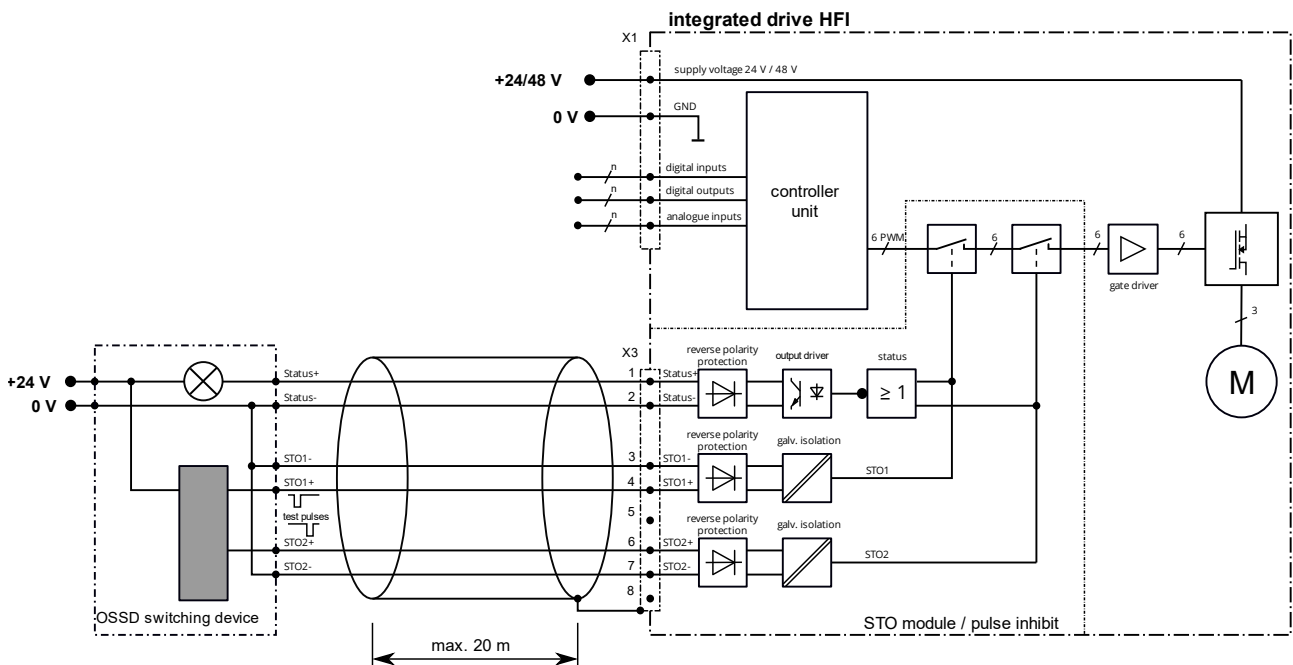 integrated drive HFI
X1
+24/48 V
supply voltage 24 V / 48 V
0 V
GND
n
digital inputs
n
digital outputs
n
analogue inputs
controller
unit
6 PWM
6
6
6
gate driver
3
M
X3
reverse polarity
protection
output driver
status
+24 V
Status+
1
Status+
0 V
Status-
2
Status-
≥ 1
reverse polarity
protection
galv. isolation
STO1-
3
STO1-
STO1
STO1+
4
STO1+
test pulses
5
reverse polarity
protection
galv. isolation
STO2+
6
STO2+
STO2
STO2-
7
STO2-
8
OSSD switching device
STO module / pulse inhibit
max. 20 m